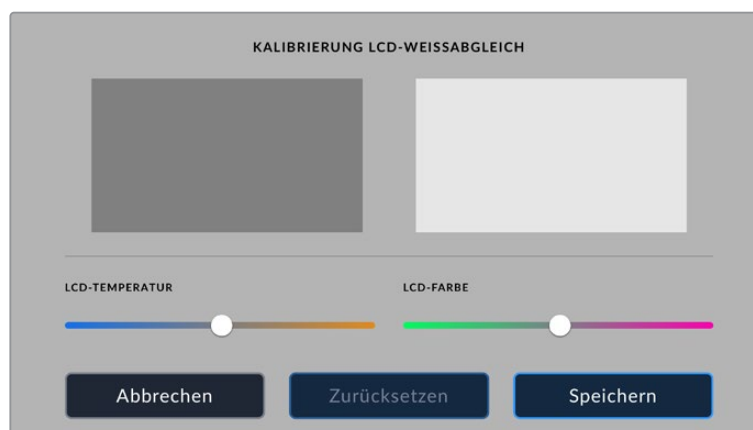 KALIBRIERUNG LCD-WEISSABGLEICH
LCD-TEMPERATUR
LCD-FARBE
Abbrechen
Zurücksetzen
Speichern